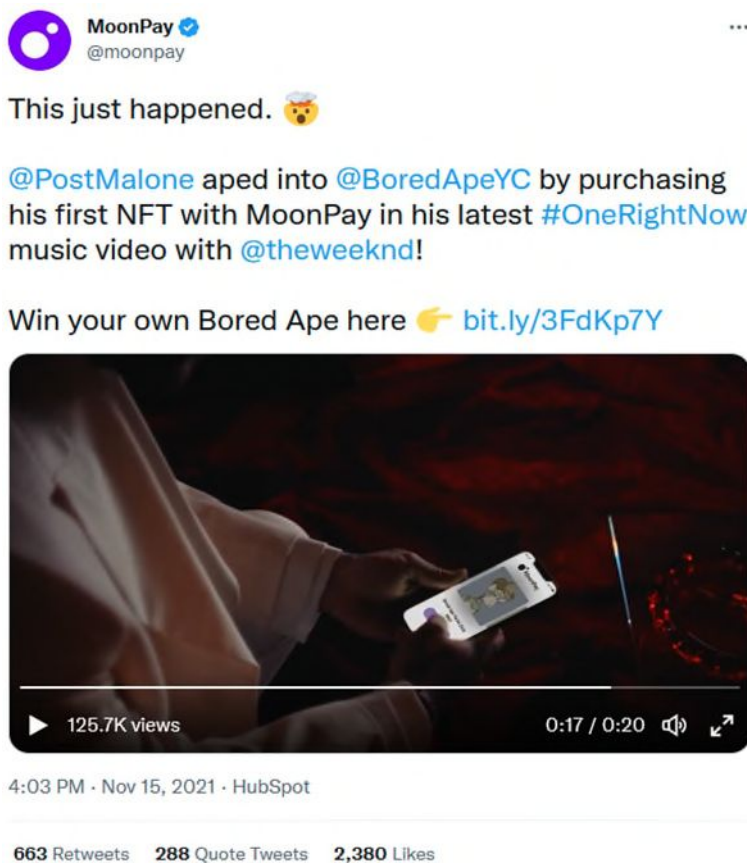 MoonPay
@moonpay
This just happened. 🤯
@PostMalone aped into @BoredApeYC by purchasing
his first NFT with MoonPay in his latest #OneRightNow
music video with @theweeknd!
Win your own Bored Ape here 👉 bit.ly/3FdKp7Y
MoonPay
125.7K views
0:17 / 0:20
4:03 PM · Nov 15, 2021 · HubSpot
663 Retweets 288 Quote Tweets 2,380 Likes